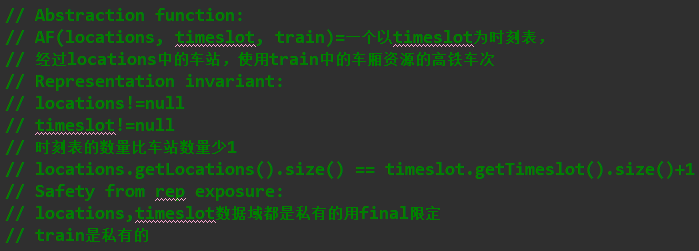 // Abstraction function:
// AF(locations, timeslot, train)=一个以timeslot为时刻表，
// 经过locations中的车站，使用train中的车厢资源的高铁车次
// Representation invariant:
// locations!=null
// timeslot!=null
// 时刻表的数量比车站数量少1
// locations.getLocations().size() == timeslot.getTimeslot().size()+1
// Safety from rep exposure:
// locations,timeslot数据域都是私有的用final限定
// train是私有的